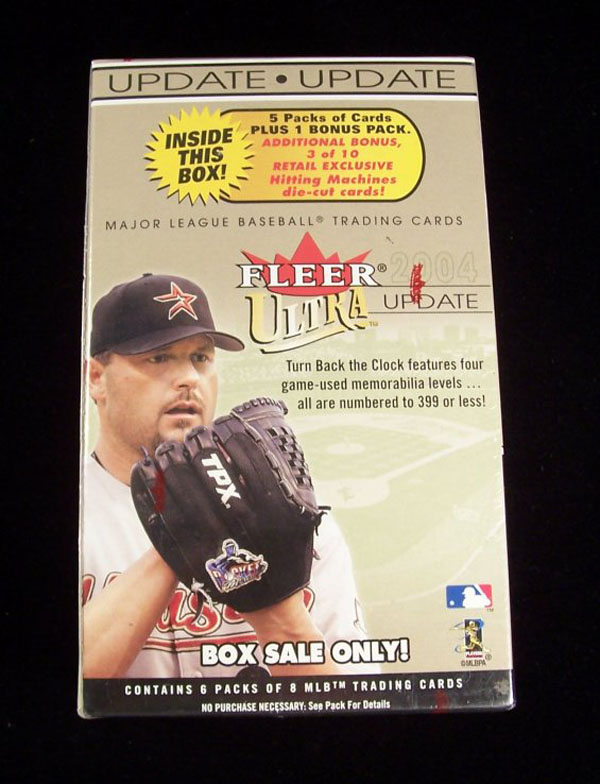 UPDATE • UPDATE
INSIDE
THIS
BOX!
5 Packs of Cards
PLUS 1 BONUS PACK.
ADDITIONAL BONUS,
3 of 10
RETAIL EXCLUSIVE
Hitting Machines
die-cut cards!
MAJOR LEAGUE BASEBALL® TRADING CARDS
FLEER® 2004
ULTRA™ UPDATE
Turn Back the Clock features four
game-used memorabilia levels ...
all are numbered to 399 or less!
TPX
ROCKET
BOX SALE ONLY!
©MLBPA
CONTAINS 6 PACKS OF 8 MLB™ TRADING CARDS
NO PURCHASE NECESSARY: See Pack For Details